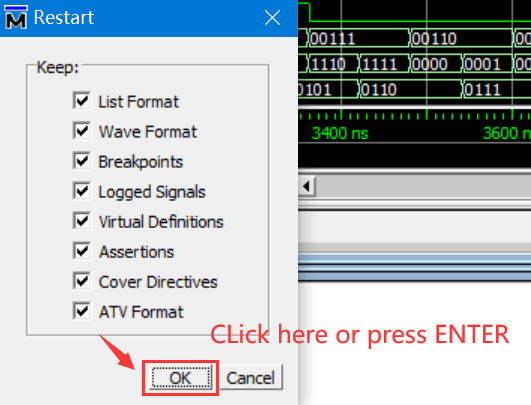 Restart
Keep:
List Format
Wave Format
Breakpoints
Logged Signals
Virtual Definitions
Assertions
Cover Directives
ATV Format
OK
Cancel
CLick here or press ENTER
00111
00110
1110
1111
0000
0001
0101
0110
0111
3400 ns
3600 n